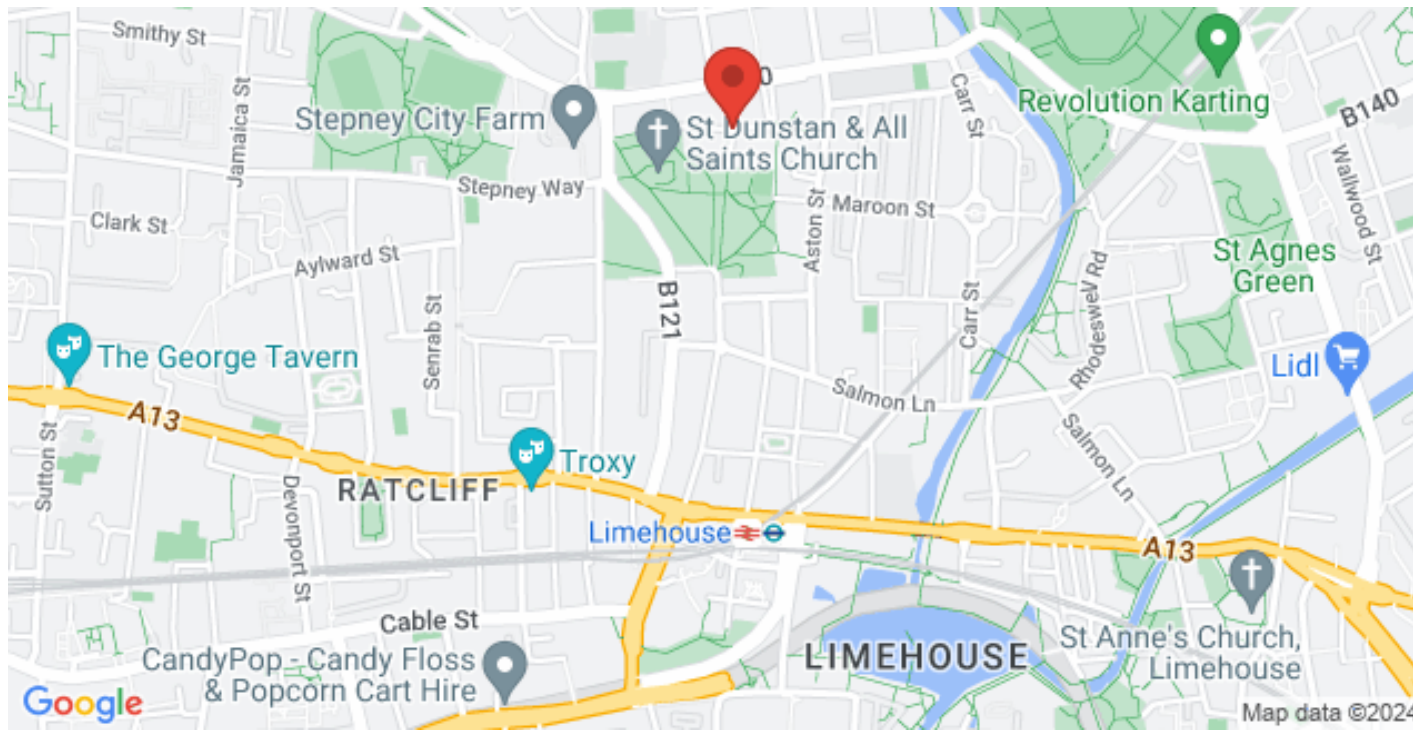 Smithy St
Jamaica St
Stepney City Farm
0
St Dunstan & All
Saints Church
Carr St
Revolution Karting
B140
Wallwood St
Stepney Way
Clark St
Maroon St
Aston St
Aylward St
St Agnes
Green
B121
Senrab St
Carr St
Rhodeswell Rd
The George Tavern
Lidl
Salmon Ln
A13
Sutton St
Troxy
RATCLIFF
Devonport St
Salmon Ln
Limehouse
A13
Cable St
St Anne's Church,
Limehouse
LIMEHOUSE
CandyPop - Candy Floss
& Popcorn Cart Hire
Google
Map data ©2024